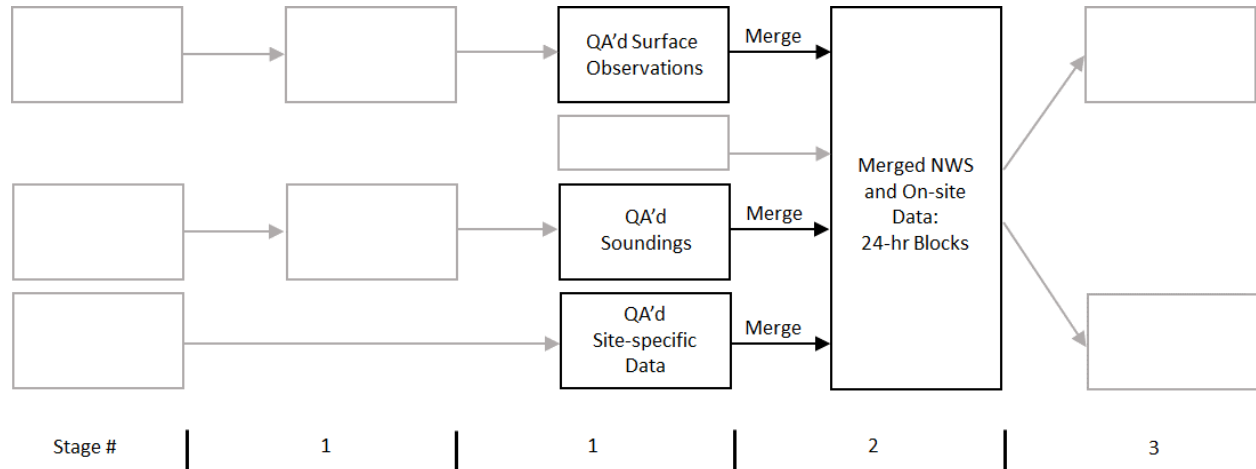 QA'd Surface
Observations
Merge
QA'd
Soundings
Merge
QA'd
Site-specific
Data
Merge
Merged NWS
and On-site
Data:
24-hr Blocks
Stage #
1
1
2
3